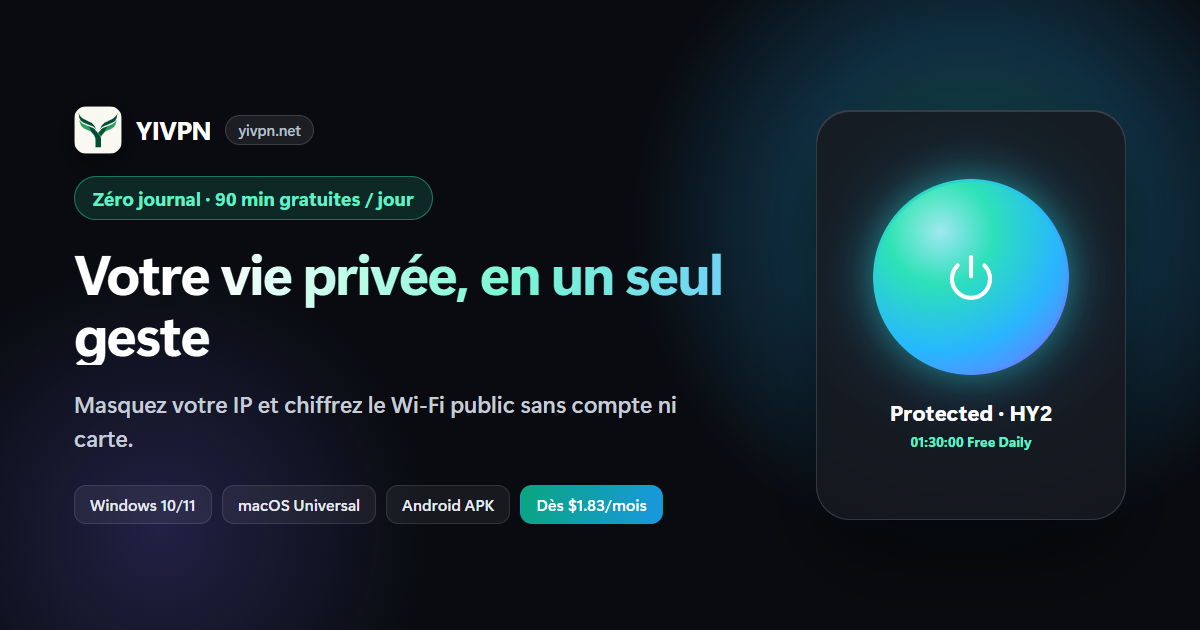 YIVPN
yivpn.net
Zéro journal · 90 min gratuites / jour
Votre vie privée, en un seul
geste
Masquez votre IP et chiffrez le Wi-Fi public sans compte ni
carte.
Windows 10/11
macOS Universal
Android APK
Dès $1.83/mois
Protected · HY2
01:30:00 Free Daily